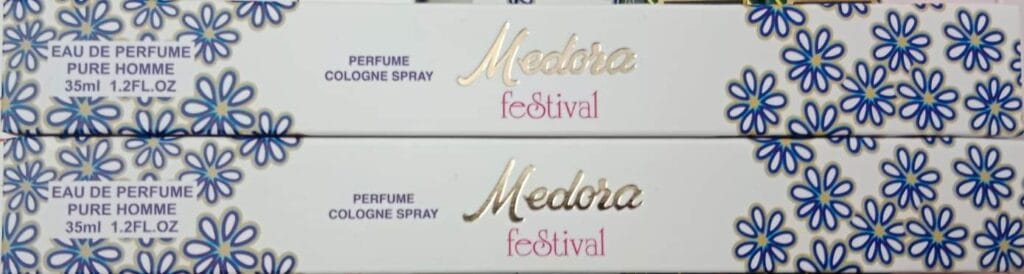 EAU DE PERFUME
PURE HOMME
35ml 1.2FL.OZ
PERFUME
COLOGNE SPRAY
Medora
feStival
EAU DE PERFUME
PURE HOMME
35ml 1.2FL.OZ
PERFUME
COLOGNE SPRAY
Medora
feStival